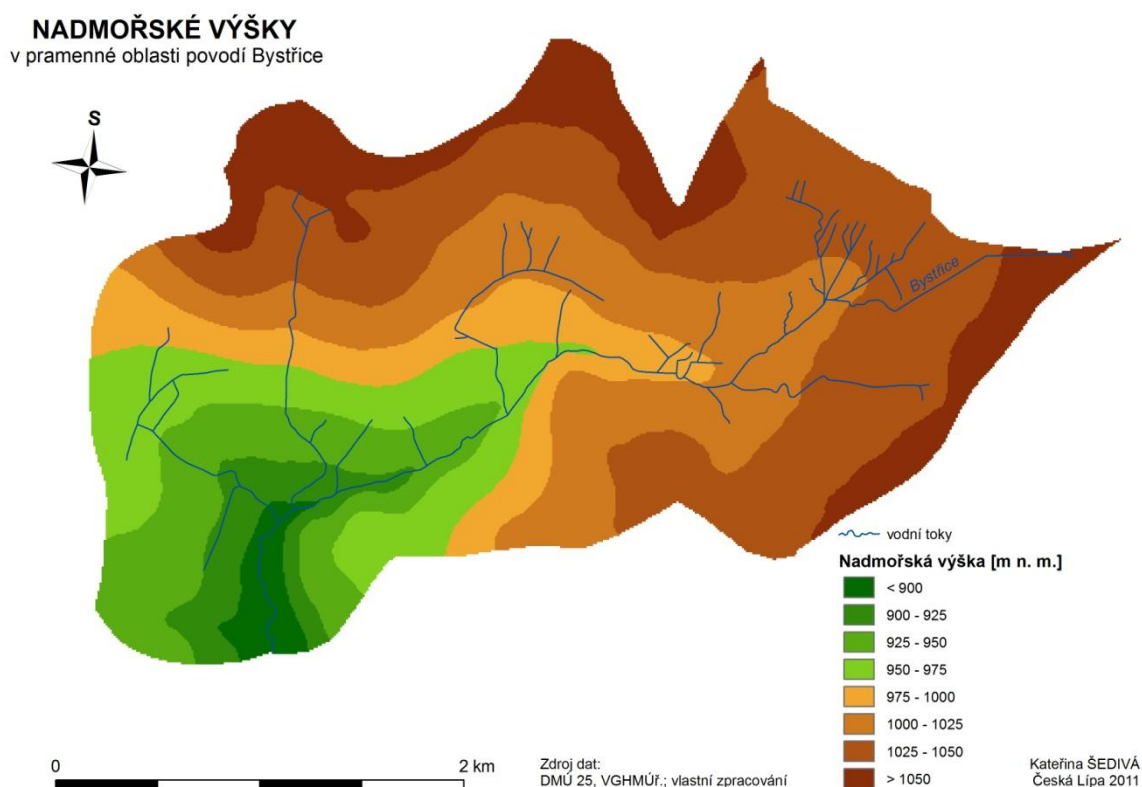 NADMOŘSKÉ VÝŠKY
v pramenné oblasti povodí Bystřice
S
Bystřice
vodní toky
Nadmořská výška [m n. m.]
< 900
900 - 925
925 - 950
950 - 975
975 - 1000
1000 - 1025
1025 - 1050
> 1050
0 2 km
Zdroj dat:
DMÚ 25, VGHMÚř.; vlastní zpracování
Kateřina ŠEDIVÁ
Česká Lípa 2011